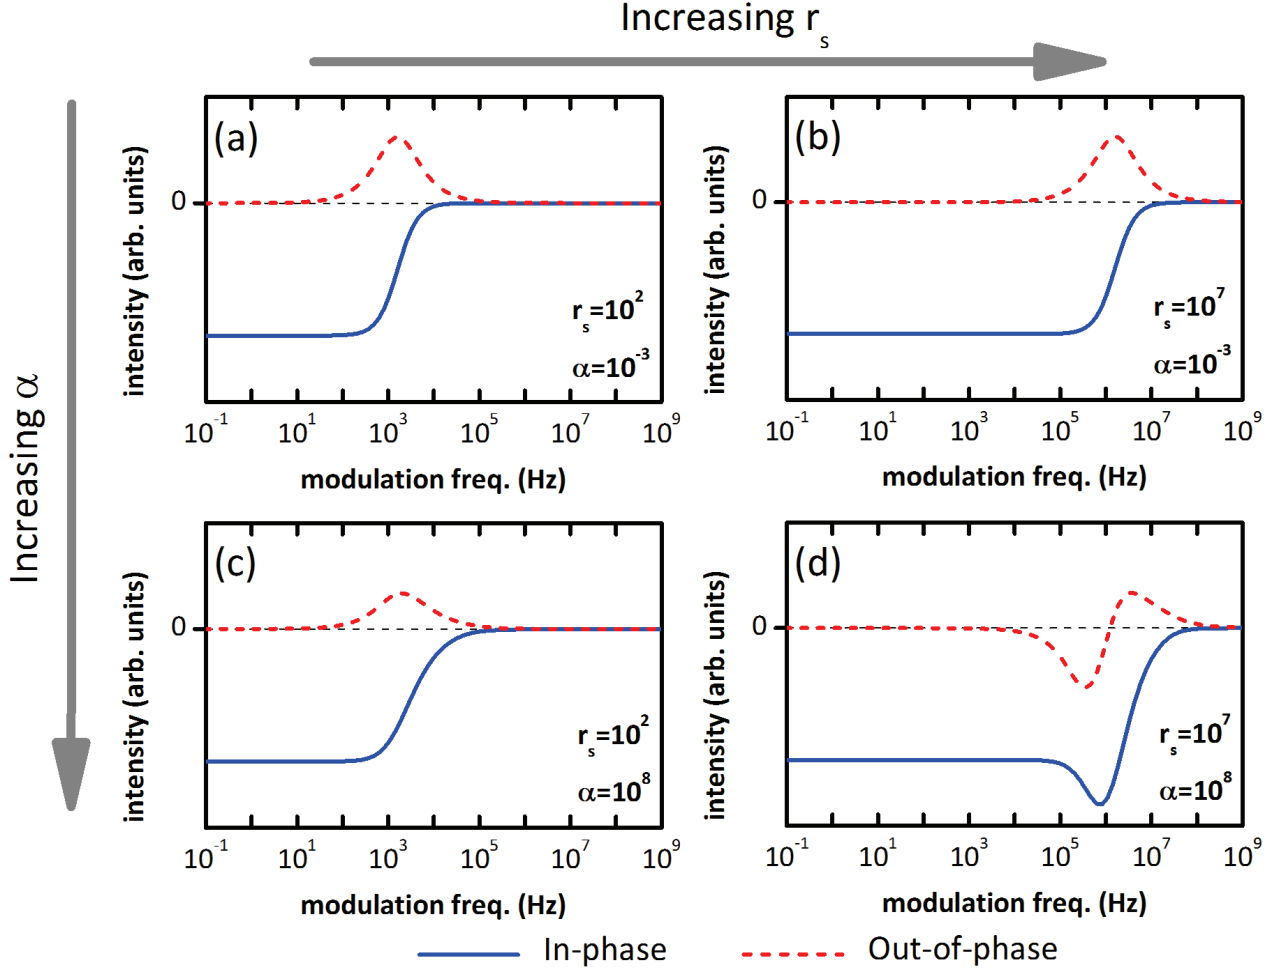 Increasing r_s
Increasing α
(a)
intensity (arb. units)
0
r_s=10^2
α=10^-3
10^-1 10^1 10^3 10^5 10^7 10^9
modulation freq. (Hz)
(b)
intensity (arb. units)
0
r_s=10^7
α=10^-3
10^-1 10^1 10^3 10^5 10^7 10^9
modulation freq. (Hz)
(c)
intensity (arb. units)
0
r_s=10^2
α=10^8
10^-1 10^1 10^3 10^5 10^7 10^9
modulation freq. (Hz)
(d)
intensity (arb. units)
0
r_s=10^7
α=10^8
10^-1 10^1 10^3 10^5 10^7 10^9
modulation freq. (Hz)
In-phase Out-of-phase